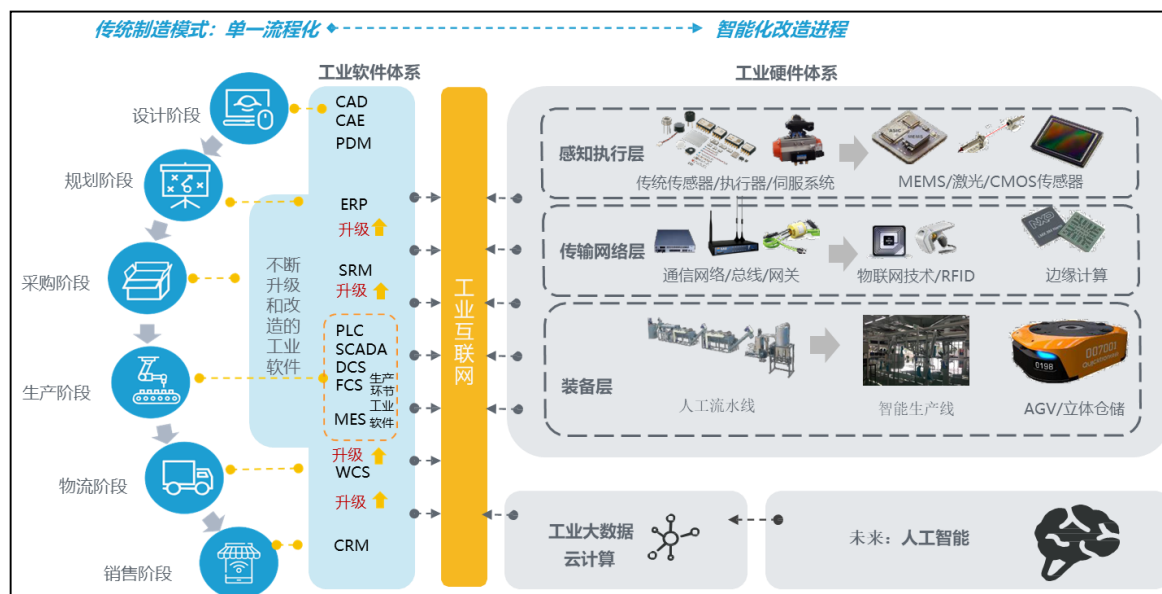 传统制造模式：单一流程化
智能化改造进程
设计阶段
规划阶段
采购阶段
生产阶段
物流阶段
销售阶段
不断
升级
和改
造的
工业
软件
工业软件体系
CAD
CAE
PDM
ERP
升级
SRM
升级
PLC
SCADA
DCS
FCS
MES
生产
环节
工业
软件
升级
WCS
升级
CRM
工业互联网
工业硬件体系
感知执行层
传统传感器/执行器/伺服系统
MEMS/激光/CMOS传感器
传输网络层
通信网络/总线/网关
物联网技术/RFID
NXP
边缘计算
装备层
人工流水线
智能生产线
007001
0198
AGV/立体仓储
工业大数据
云计算
未来：人工智能